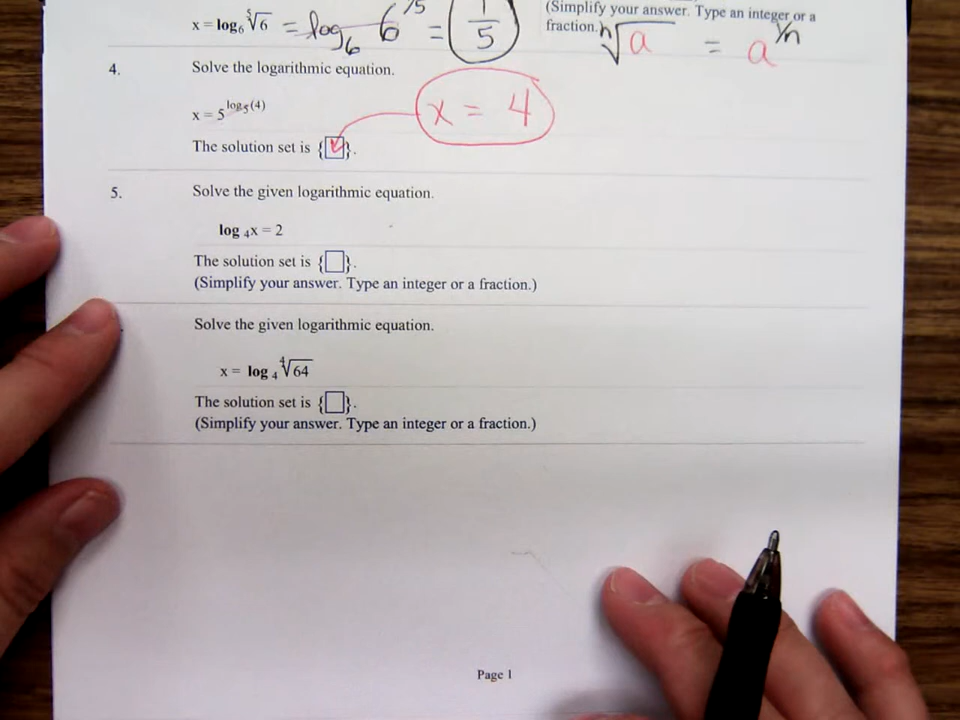 x = log₆ ⁵√6 = log₆ 6^1/5 = 1/5
(Simplify your answer. Type an integer or a fraction.)
ⁿ√a = a^1/n
4. Solve the logarithmic equation.
x = 5^log₅(4)
x = 4
The solution set is {☐}.
5. Solve the given logarithmic equation.
log ₄x = 2
The solution set is {☐}.
(Simplify your answer. Type an integer or a fraction.)
Solve the given logarithmic equation.
x = log ₄ ⁴√64
The solution set is {☐}.
(Simplify your answer. Type an integer or a fraction.)
Page 1